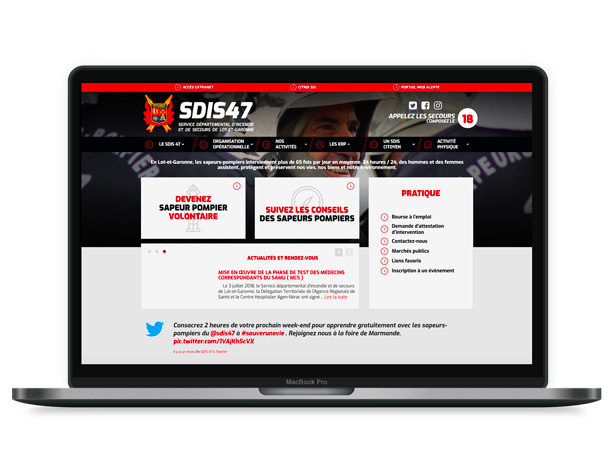 ACCÈS EXTRANET
CITRIX SSL
PORTAIL WEB ALERTE
SDIS47
SERVICE DÉPARTEMENTAL D'INCENDIE
ET DE SECOURS DE LOT-ET-GARONNE
APPELEZ LES SECOURS
COMPOSEZ LE
18
LE SDIS 47
ORGANISATION
OPÉRATIONNELLE
NOS
ACTIVITÉS
LES ERP
UN SDIS
CITOYEN
ACTIVITÉ
PHYSIQUE
En Lot-et-Garonne, les sapeurs-pompiers interviennent plus de 65 fois par jour en moyenne. 24 heures / 24, des hommes et des femmes
assistent, protègent et préservent nos vies, nos biens et notre environnement.
DEVENEZ
SAPEUR POMPIER
VOLONTAIRE
SUIVEZ LES CONSEILS
DES SAPEURS POMPIERS
PRATIQUE
Bourse à l'emploi
Demande d'attestation
d'intervention
Contactez-nous
Marchés publics
Liens favoris
Inscription à un événement
ACTUALITÉS ET RENDEZ-VOUS
MISE EN ŒUVRE DE LA PHASE DE TEST DES MÉDECINS
CORRESPONDANTS DU SAMU ( MCS )
Le 3 juillet 2018, le Service départemental d'incendie et de secours
de Lot-et-Garonne, la Délégation Territoriale de l'Agence Régionale de
Santé et le Centre Hospitalier Agen-Nérac ont signé... Lire la suite
Consacrez 2 heures de votre prochain week-end pour apprendre gratuitement avec les sapeurs-
pompiers du @sdis47 à #sauverunevie . Rejoignez nous à la foire de Marmande.
pic.twitter.com/1VAjKhScVX
Il y a un mois De SDIS 47's Twitter
MacBook Pro